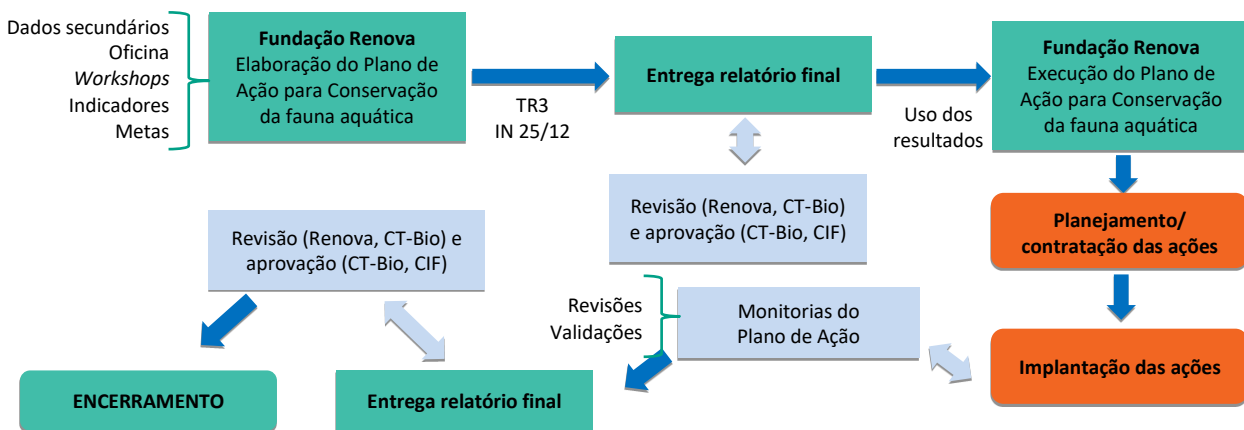 Dados secundários
Oficina
Workshops
Indicadores
Metas
Fundação Renova
Elaboração do Plano de
Ação para Conservação
da fauna aquática
TR3
IN 25/12
Entrega relatório final
Uso dos
resultados
Fundação Renova
Execução do Plano de
Ação para Conservação
da fauna aquática
Revisão (Renova, CT-Bio)
e aprovação (CT-Bio, CIF)
Planejamento/
contratação das ações
Revisão (Renova, CT-Bio) e
aprovação (CT-Bio, CIF)
Revisões
Validações
Monitorias do
Plano de Ação
Implantação das ações
ENCERRAMENTO
Entrega relatório final